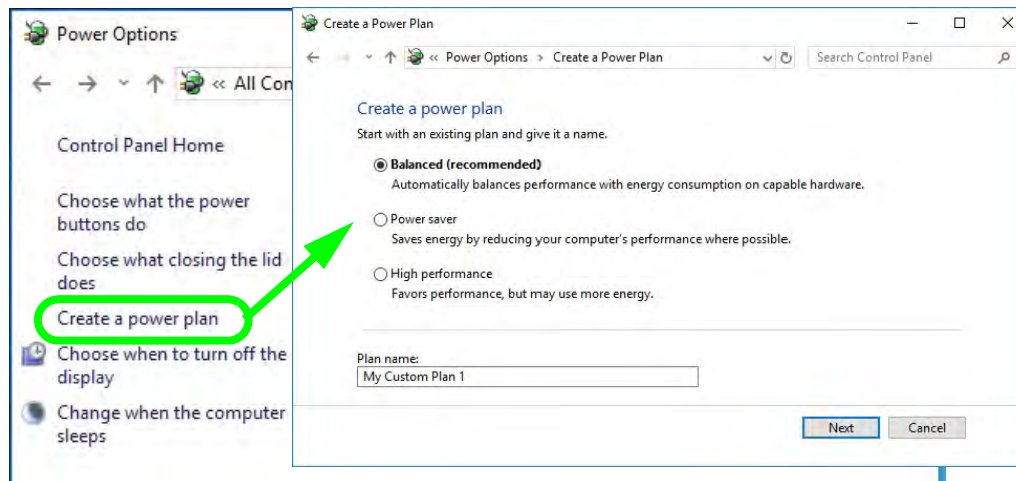 Power Options
« All Con
Control Panel Home
Choose what the power
buttons do
Choose what closing the lid
does
Create a power plan
Choose when to turn off the
display
Change when the computer
sleeps
Create a Power Plan
« Power Options > Create a Power Plan
Search Control Panel
Create a power plan
Start with an existing plan and give it a name.
Balanced (recommended)
Automatically balances performance with energy consumption on capable hardware.
Power saver
Saves energy by reducing your computer's performance where possible.
High performance
Favors performance, but may use more energy.
Plan name:
My Custom Plan 1
Next
Cancel